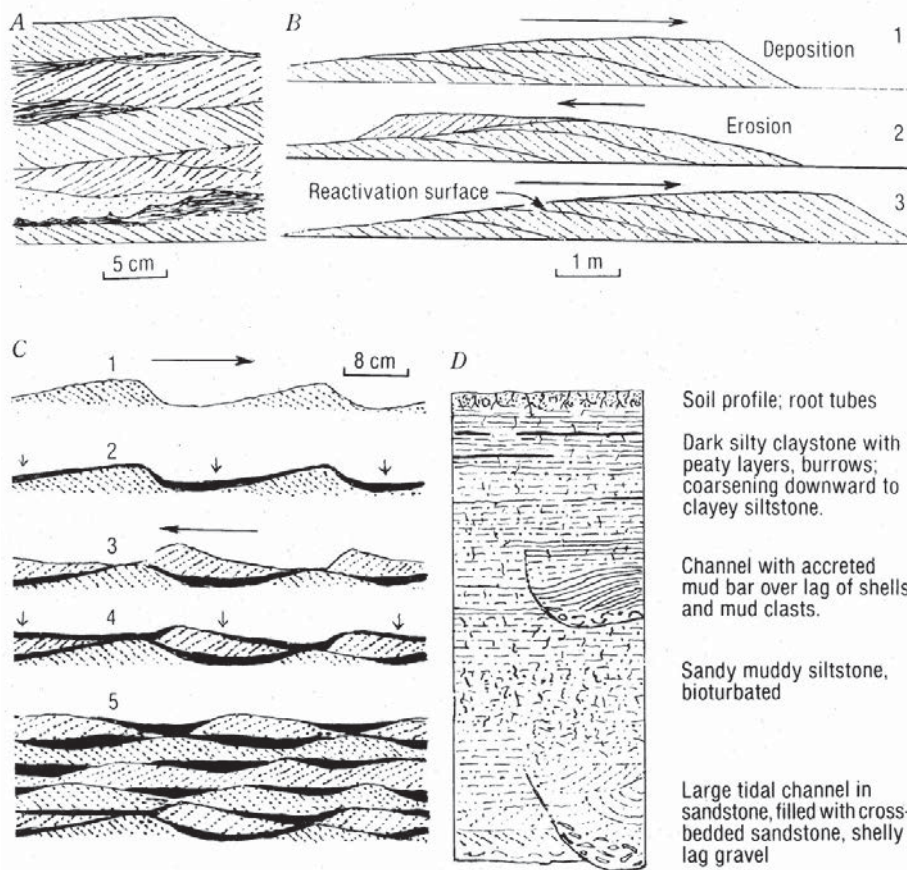 A
B
1
Deposition
Erosion
2
Reactivation surface
3
5 cm
1 m
C
1
8 cm
2
3
4
5
D
Soil profile; root tubes
Dark silty claystone with
peaty layers, burrows;
coarsening downward to
clayey siltstone.
Channel with accreted
mud bar over lag of shells
and mud clasts.
Sandy muddy siltstone,
bioturbated
Large tidal channel in
sandstone, filled with cross-
bedded sandstone, shelly
lag gravel